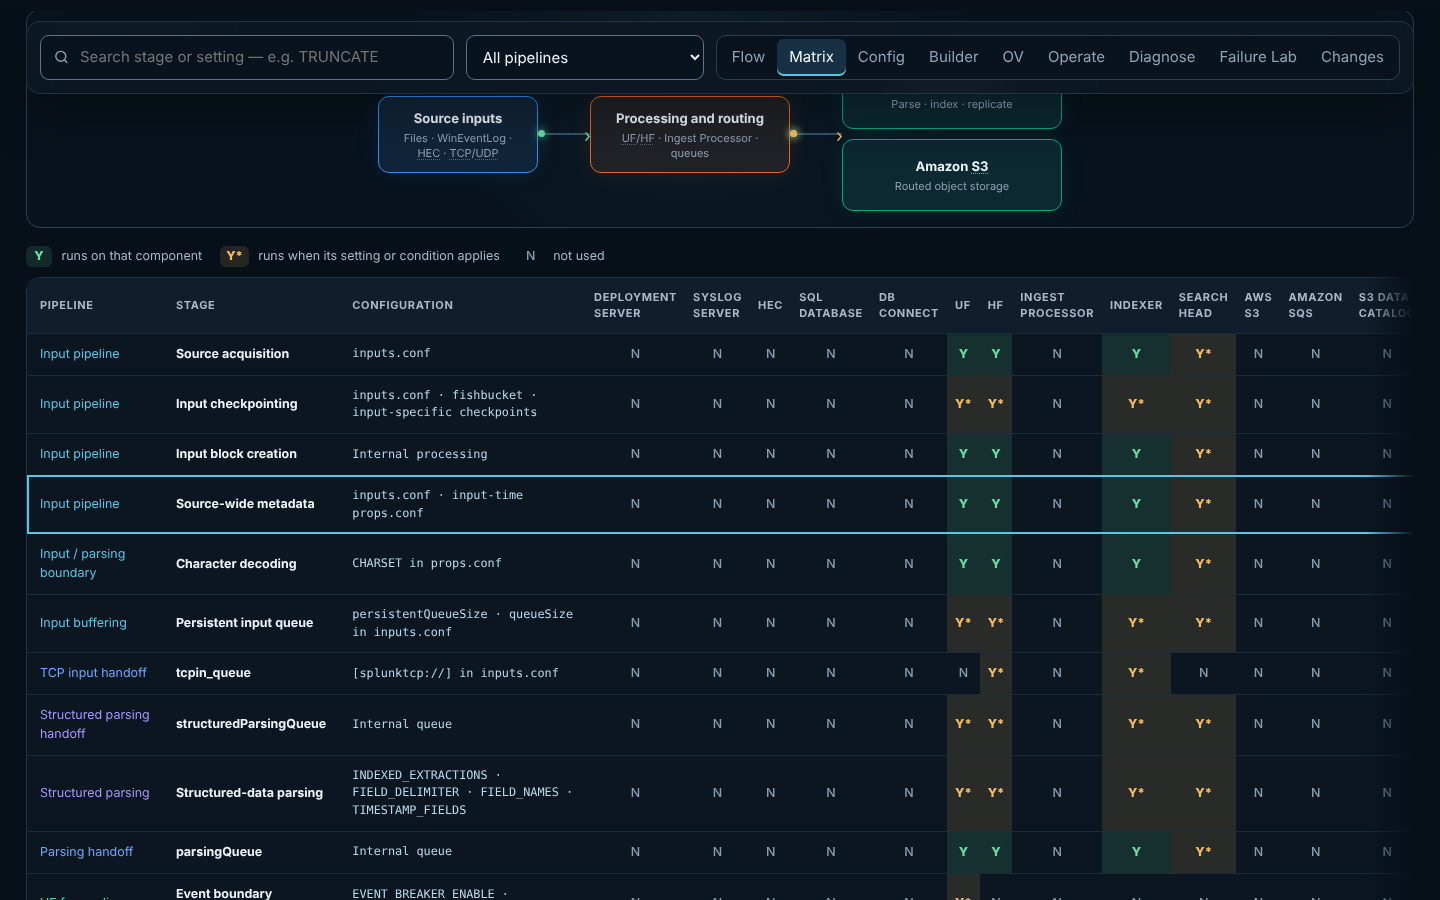 Search stage or setting — e.g. TRUNCATE
All pipelines
Flow
Matrix
Config
Builder
OV
Operate
Diagnose
Failure Lab
Changes
Source inputs
Files · WinEventLog ·
HEC · TCP/UDP
Processing and routing
UF/HF · Ingest Processor ·
queues
Parse · index · replicate
Amazon S3
Routed object storage
Y runs on that component
Y* runs when its setting or condition applies
N not used
PIPELINE
STAGE
CONFIGURATION
DEPLOYMENT
SERVER
SYSLOG
SERVER
HEC
SQL
DATABASE
DB
CONNECT
UF
HF
INGEST
PROCESSOR
INDEXER
SEARCH
HEAD
AWS
S3
AMAZON
SQS
S3 DATA
Input pipeline
Source acquisition
inputs.conf
N N N N N Y Y N Y Y* N N N
Input pipeline
Input checkpointing
inputs.conf · fishbucket ·
input-specific checkpoints
N N N N N Y* Y* N Y* Y* N N N
Input pipeline
Input block creation
Internal processing
N N N N N Y Y N Y Y* N N N
Input pipeline
Source-wide metadata
inputs.conf · input-time
props.conf
N N N N N Y Y N Y Y* N N N
Input / parsing
boundary
Character decoding
CHARSET in props.conf
N N N N N Y Y N Y Y* N N N
Input buffering
Persistent input queue
persistentQueueSize · queueSize
in inputs.conf
N N N N N Y* Y* N Y* Y* N N N
TCP input handoff
tcpin_queue
[splunktcp://] in inputs.conf
N N N N N N Y* N Y* N N N N
Structured parsing
handoff
structuredParsingQueue
Internal queue
N N N N N Y* Y* N Y* Y* N N N
Structured parsing
Structured-data parsing
INDEXED_EXTRACTIONS ·
FIELD_DELIMITER · FIELD_NAMES ·
TIMESTAMP_FIELDS
N N N N N Y* Y* N Y* Y* N N N
Parsing handoff
parsingQueue
Internal queue
N N N N N Y Y N Y Y* N N N
Event boundary
EVENT_BREAKER_ENABLE ·